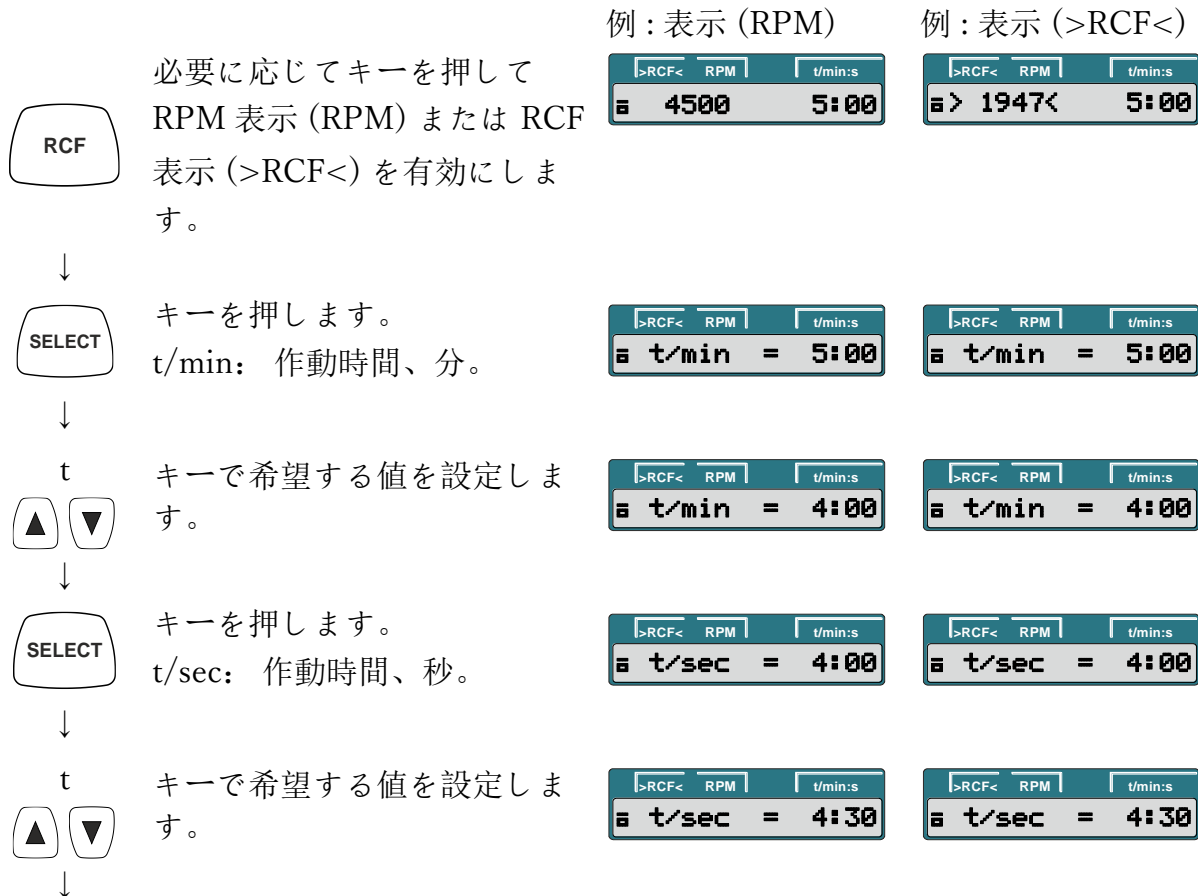 例 : 表示 (RPM)
例 : 表示 (>RCF<)
RCF
必要に応じてキーを押して
RPM 表示 (RPM) または RCF
表示 (>RCF<) を有効にしま
す。
>RCF< RPM t/min:s
4500 5:00
>RCF< RPM t/min:s
> 1947< 5:00
↓
SELECT
キーを押します。
t/min: 作動時間、分。
>RCF< RPM t/min:s
t/min = 5:00
>RCF< RPM t/min:s
t/min = 5:00
↓
t
▲ ▼
キーで希望する値を設定しま
す。
>RCF< RPM t/min:s
t/min = 4:00
>RCF< RPM t/min:s
t/min = 4:00
↓
SELECT
キーを押します。
t/sec: 作動時間、秒。
>RCF< RPM t/min:s
t/sec = 4:00
>RCF< RPM t/min:s
t/sec = 4:00
↓
t
▲ ▼
キーで希望する値を設定しま
す。
>RCF< RPM t/min:s
t/sec = 4:30
>RCF< RPM t/min:s
t/sec = 4:30
↓